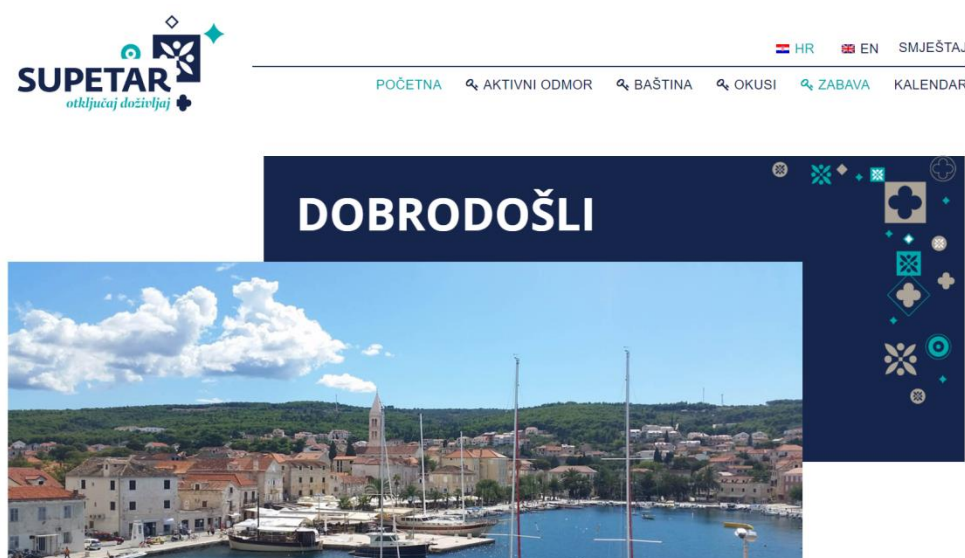 SUPETAR
otključaj doživljaj
HR EN SMJEŠTAJ
POČETNA AKTIVNI ODMOR BAŠTINA OKUSI ZABAVA KALENDAR
DOBRODOŠLI